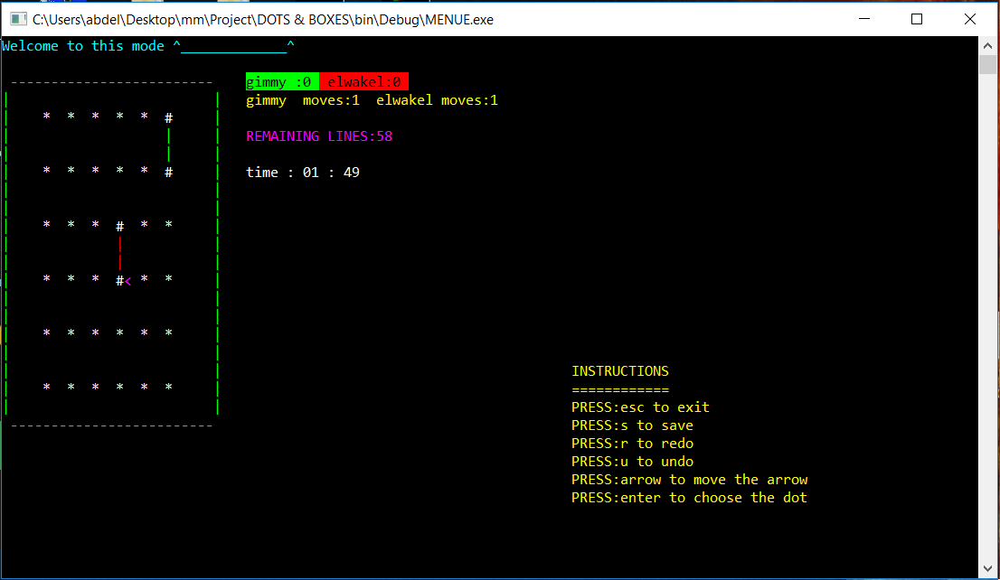 C:\Users\abdel\Desktop\mm\Project\DOTS & BOXES\bin\Debug\MENUE.exe
Welcome to this mode ^_____________^
gimmy :0 elwakel:0
gimmy  moves:1  elwakel moves:1
* * * * * #
REMAINING LINES:58
* * * * * #
time : 01 : 49
* * * # * *
* * * #< * *
* * * * * *
* * * * * *
INSTRUCTIONS
============
PRESS:esc to exit
PRESS:s to save
PRESS:r to redo
PRESS:u to undo
PRESS:arrow to move the arrow
PRESS:enter to choose the dot